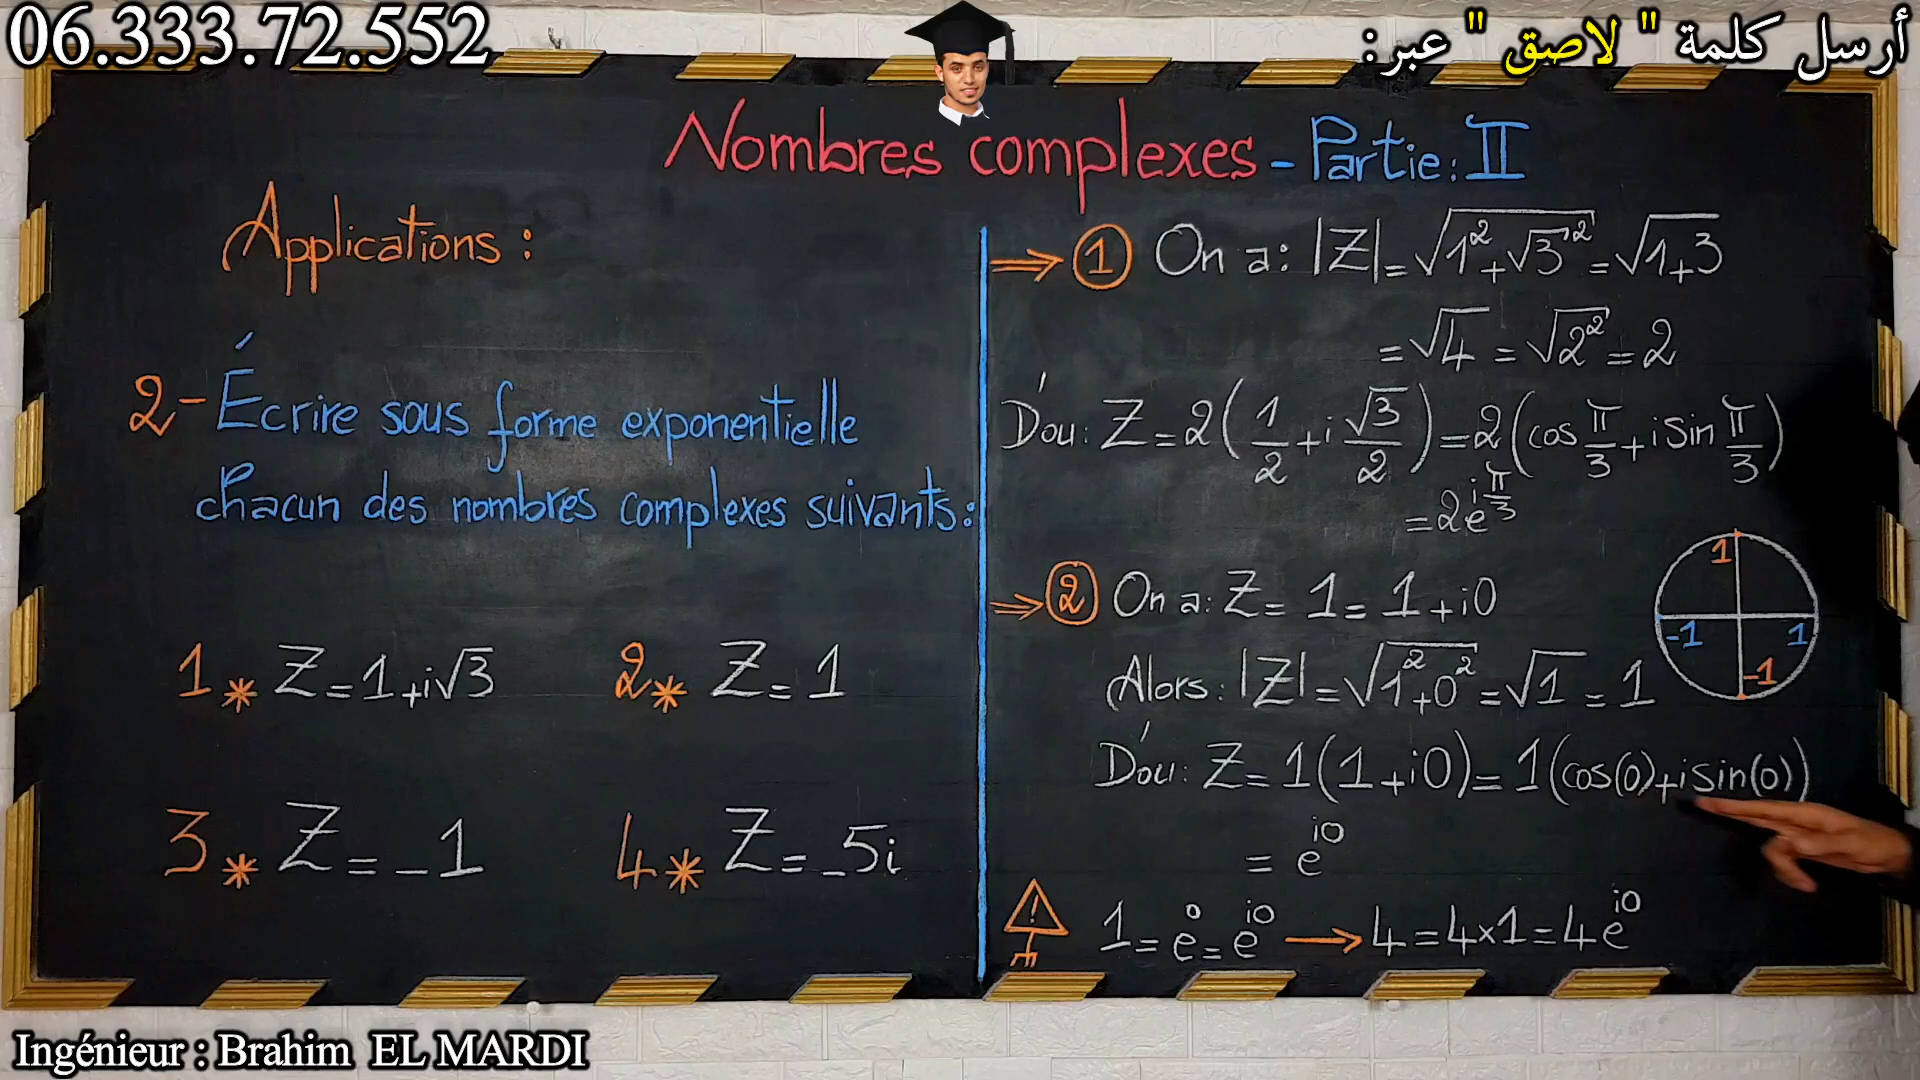 06.333.72.552
أرسل كلمة " لاصق " عبر:
Nombres complexes - Partie: II
Applications :
2- Écrire sous forme exponentielle
chacun des nombres complexes suivants:
1 * Z = 1 + i√3
2 * Z = 1
3 * Z = -1
4 * Z = -5i
⇒ ① On a: |Z| = √(1² + √3²) = √(1+3)
= √4 = √2² = 2
D'ou: Z = 2(1/2 + i √3/2) = 2(cos π/3 + i sin π/3)
= 2e^(i π/3)
⇒ ② On a: Z = 1 = 1 + i0
Alors: |Z| = √(1² + 0²) = √1 = 1
D'ou: Z = 1(1 + i0) = 1(cos(0) + i sin(0))
= e^(i0)
1
-1 1
-1
! 1 = e^0 = e^(i0) → 4 = 4×1 = 4e^(i0)
Ingénieur : Brahim EL MARDI